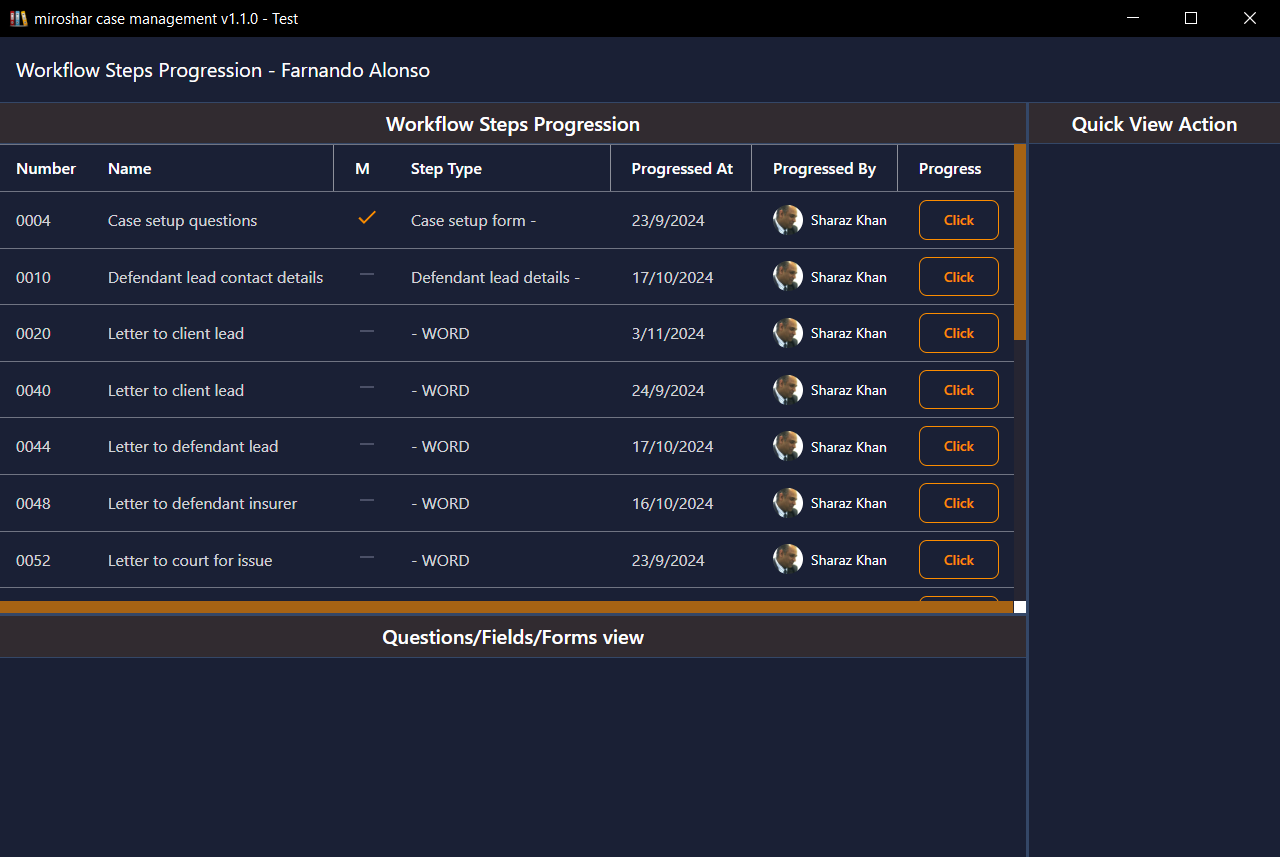 miroshar case management v1.1.0 - Test
Workflow Steps Progression - Farnando Alonso
Workflow Steps Progression
Quick View Action
Number Name M Step Type Progressed At Progressed By Progress
0004 Case setup questions Case setup form - 23/9/2024 Sharaz Khan Click
0010 Defendant lead contact details Defendant lead details - 17/10/2024 Sharaz Khan Click
0020 Letter to client lead - WORD 3/11/2024 Sharaz Khan Click
0040 Letter to client lead - WORD 24/9/2024 Sharaz Khan Click
0044 Letter to defendant lead - WORD 17/10/2024 Sharaz Khan Click
0048 Letter to defendant insurer - WORD 16/10/2024 Sharaz Khan Click
0052 Letter to court for issue - WORD 23/9/2024 Sharaz Khan Click
Questions/Fields/Forms view